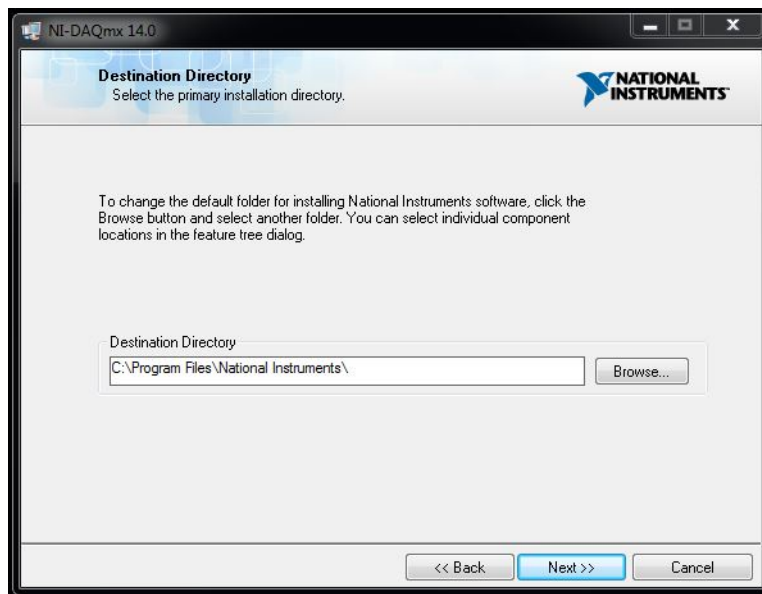 NI-DAQmx 14.0
Destination Directory
Select the primary installation directory.
NATIONAL
INSTRUMENTS™
To change the default folder for installing National Instruments software, click the
Browse button and select another folder. You can select individual component
locations in the feature tree dialog.
Destination Directory
C:\Program Files\National Instruments\
Browse...
<< Back
Next >>
Cancel